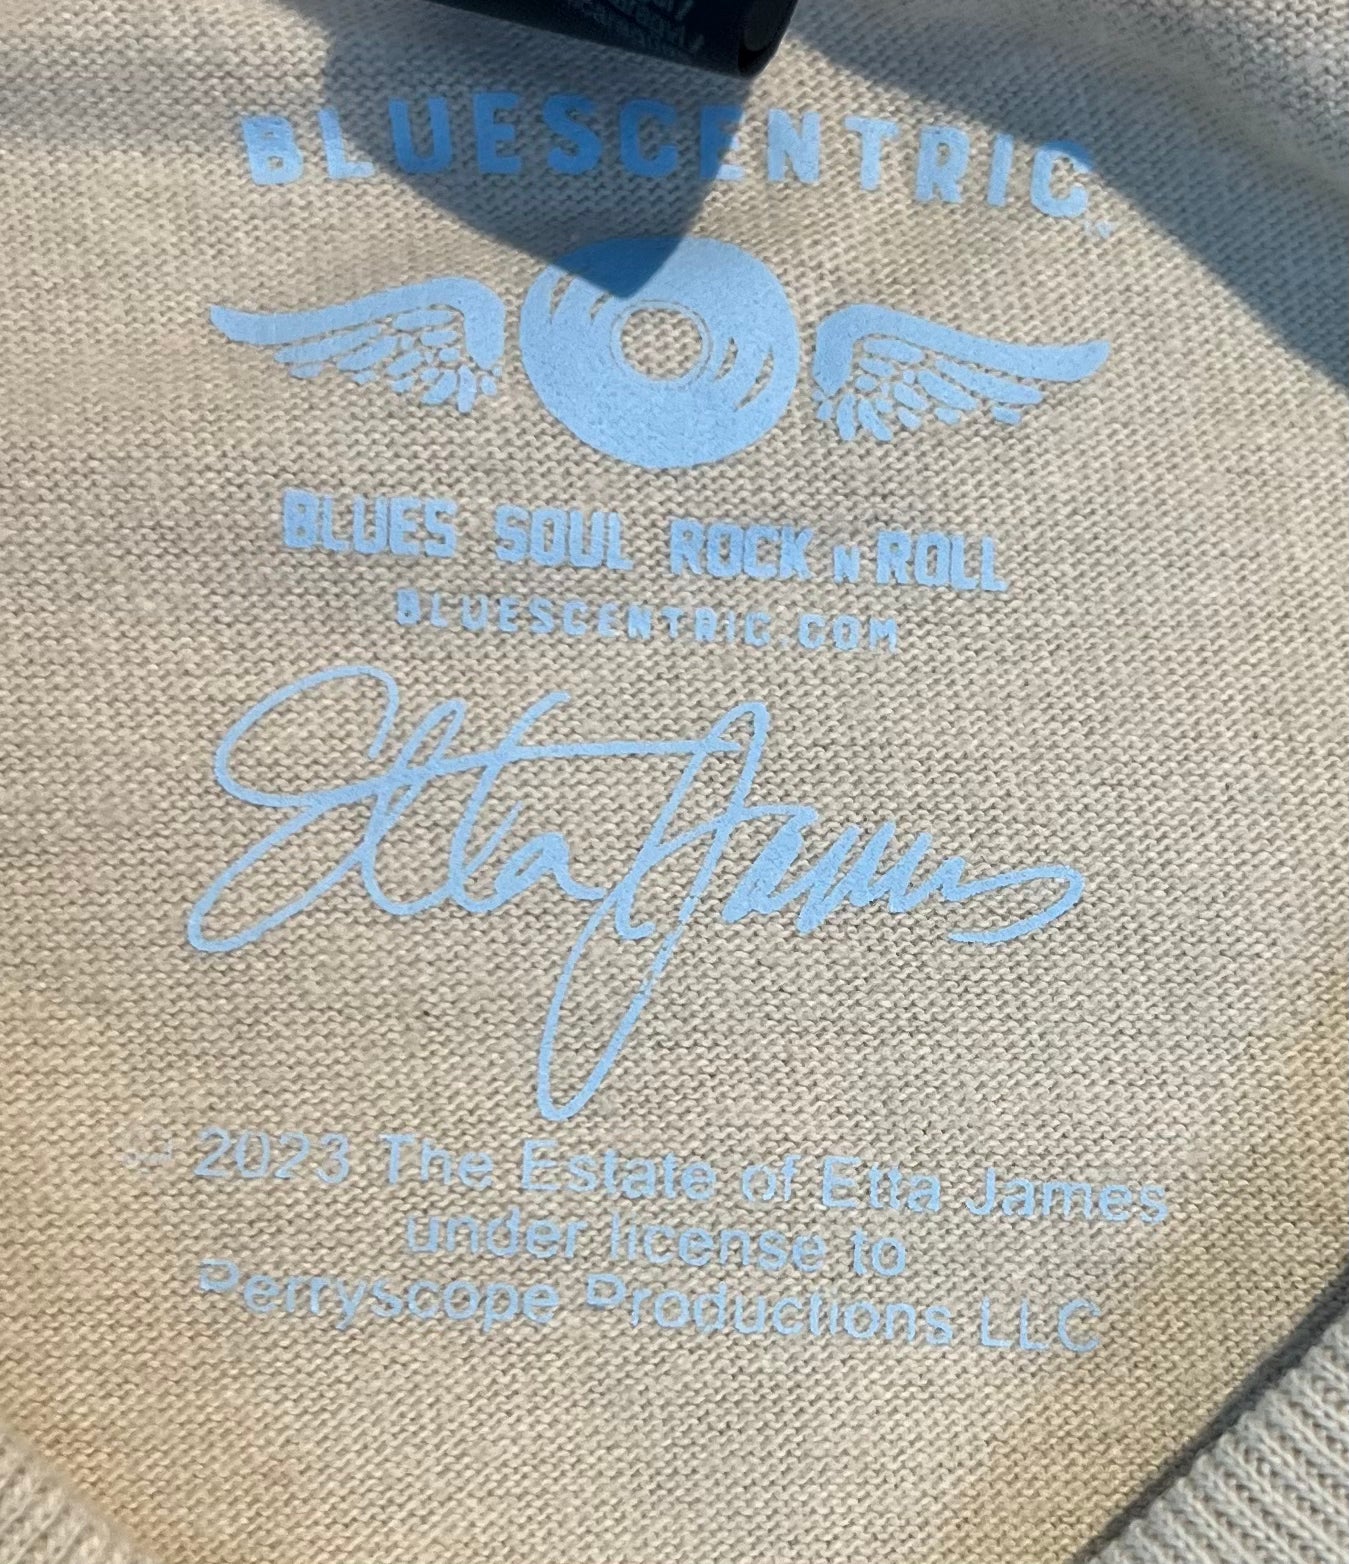 BLUESCENTRIC
BLUES SOUL ROCK N ROLL
BLUESCENTRIC.COM
Etta James
© 2023 The Estate of Etta James
under license to
Perryscope Productions LLC